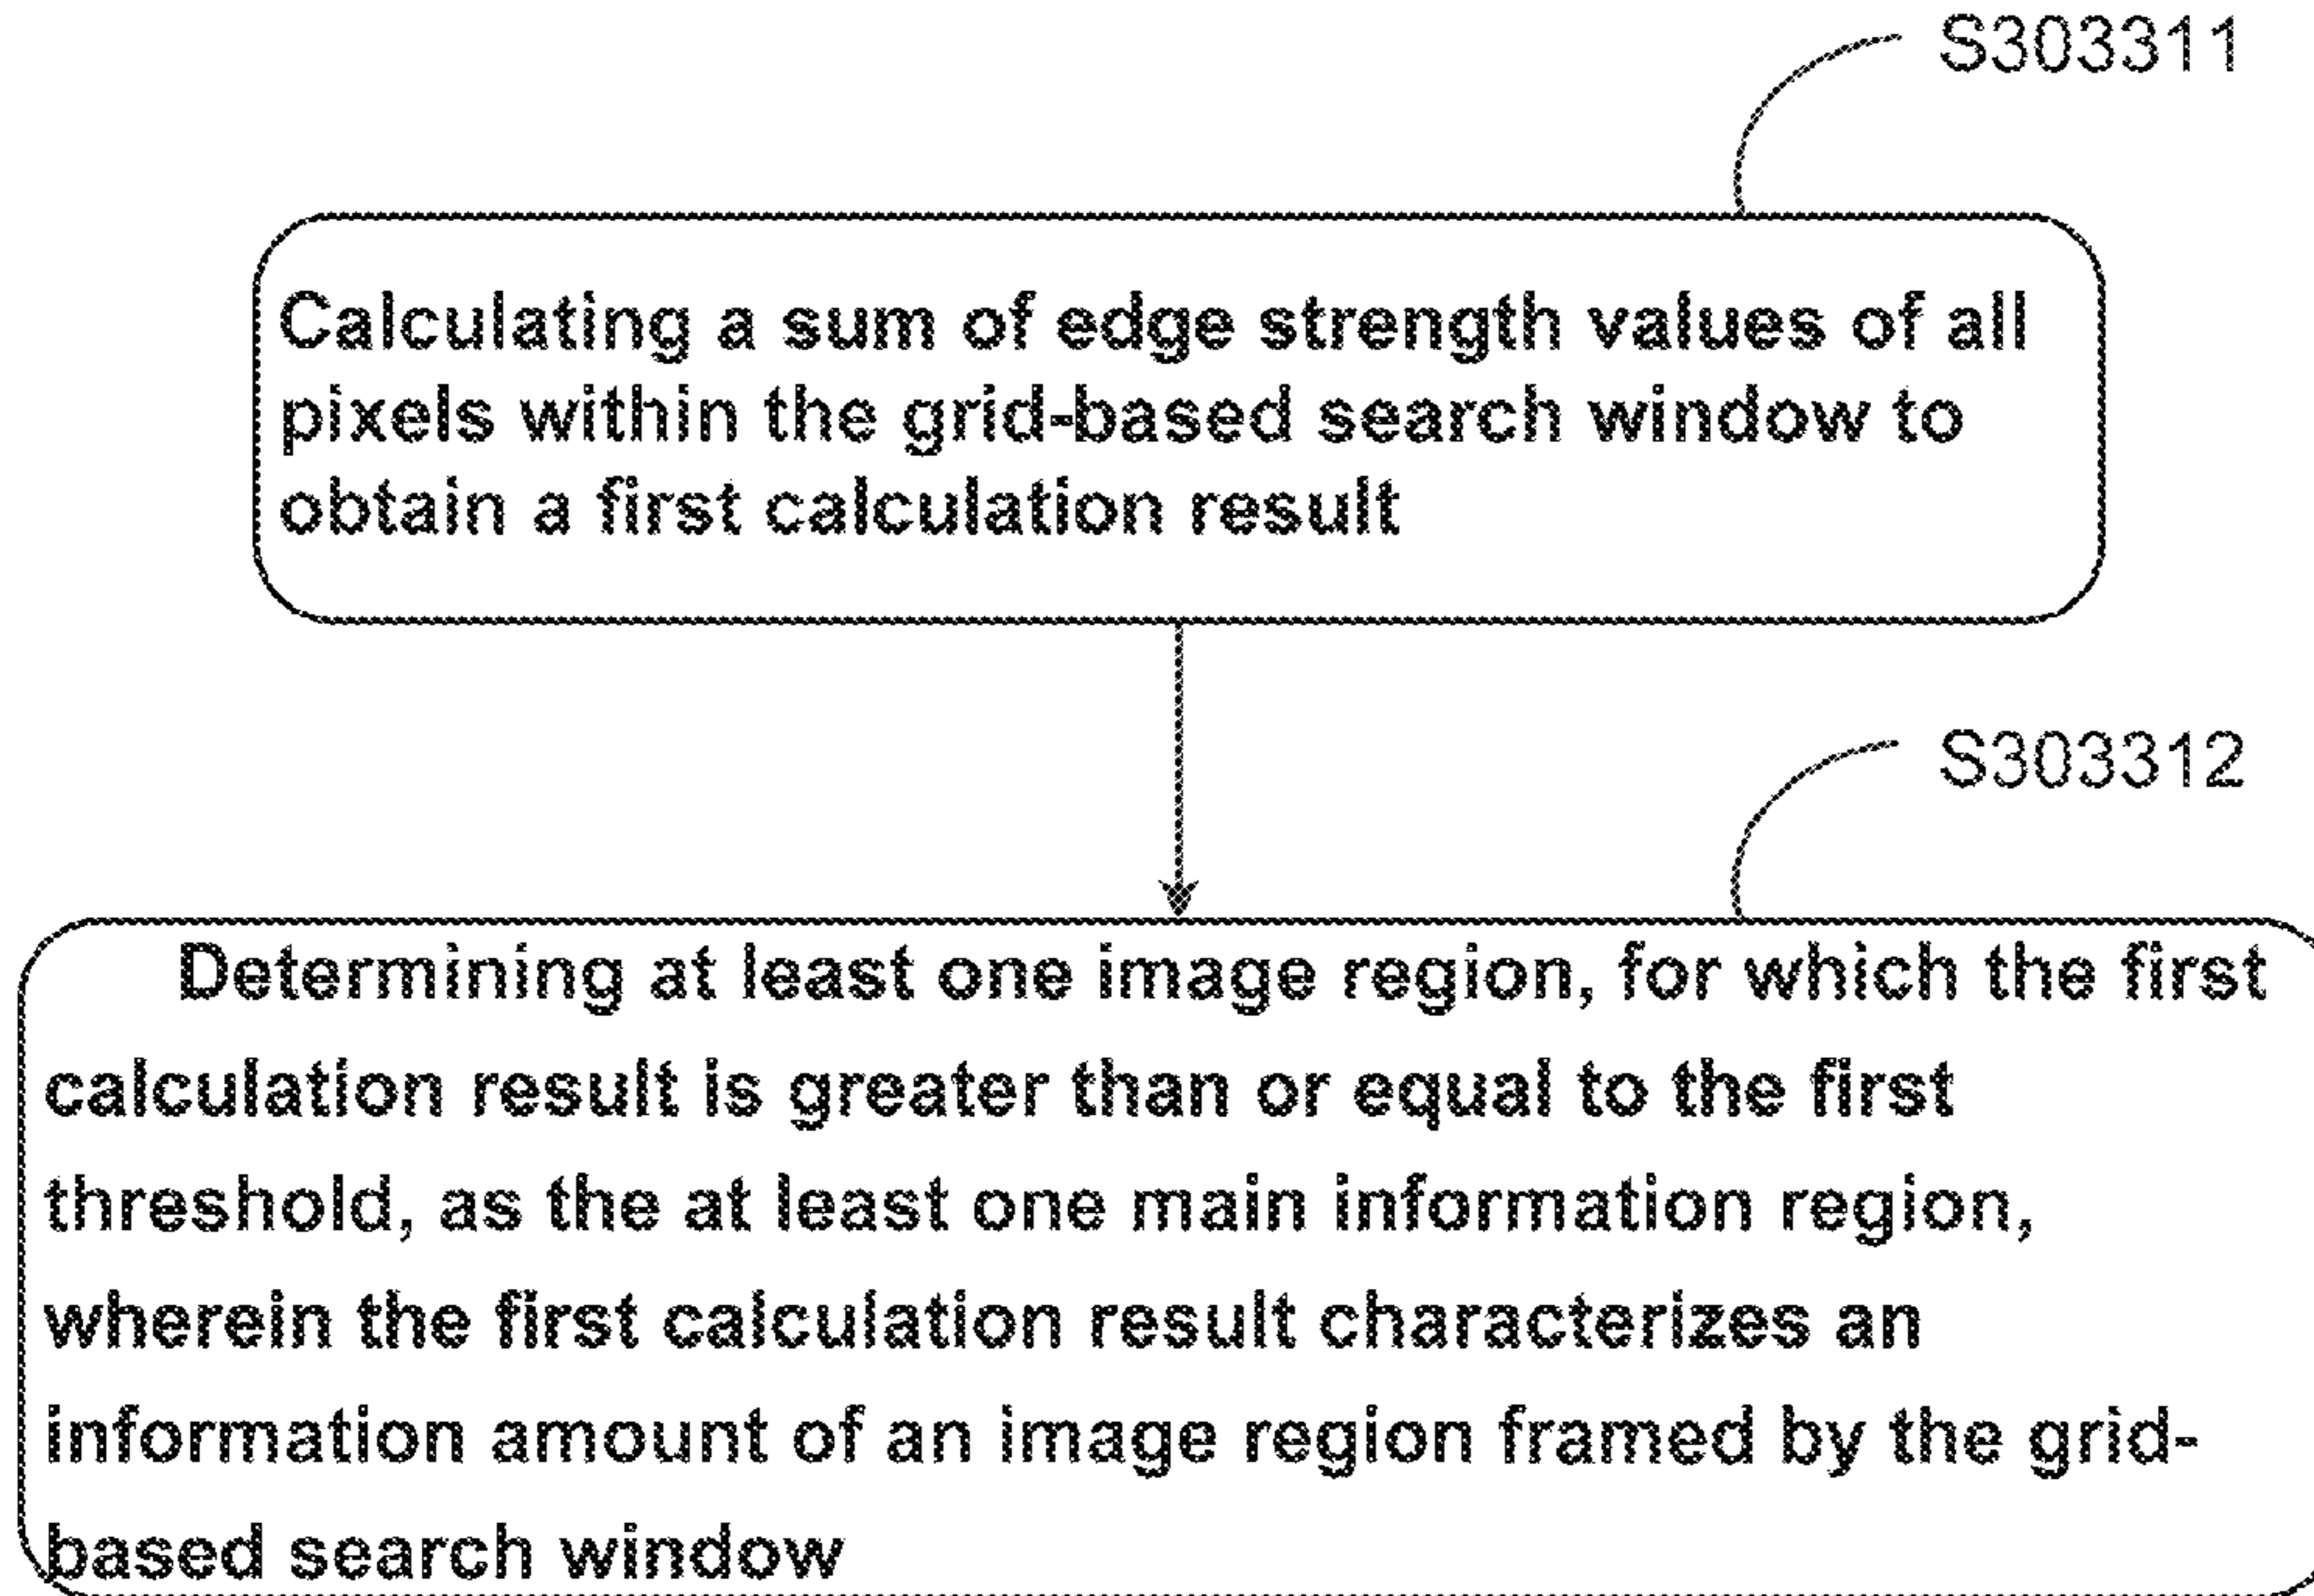 S303311
Calculating a sum of edge strength values of all
pixels within the grid-based search window to
obtain a first calculation result
S303312
Determining at least one image region, for which the first
calculation result is greater than or equal to the first
threshold, as the at least one main information region,
wherein the first calculation result characterizes an
information amount of an image region framed by the grid-
based search window